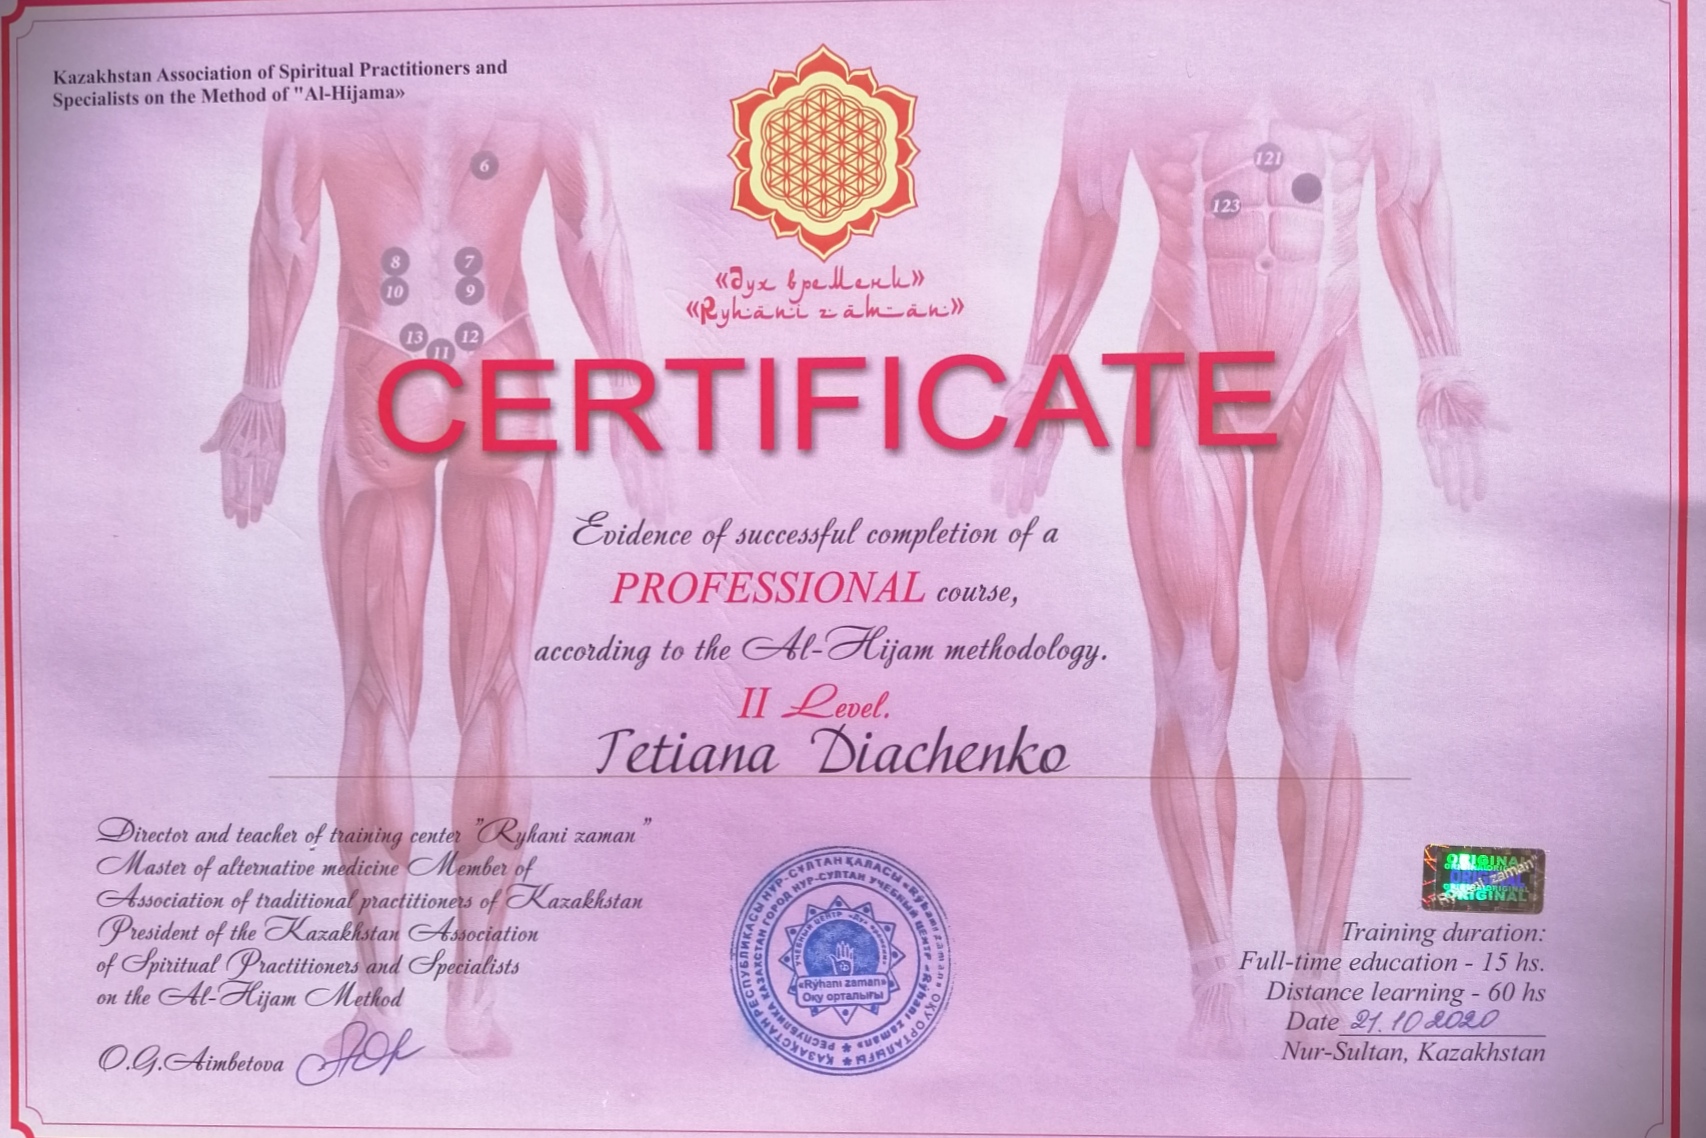 Kazakhstan Association of Spiritual Practitioners and
Specialists on the Method of "Al-Hijama»
«Дух времени»
«Ryhani zaman»
6
8
7
10
9
13
12
11
121
123
CERTIFICATE
Evidence of successful completion of a
PROFESSIONAL course,
according to the Al-Hijam methodology.
II Level.
Tetiana Diachenko
Director and teacher of training center "Ryhani zaman"
Master of alternative medicine Member of
Association of traditional practitioners of Kazakhstan
President of the Kazakhstan Association
of Spiritual Practitioners and Specialists
on the Al-Hijam Method
O.G.Aimbetova
ҚАЗАҚСТАН РЕСПУБЛИКАСЫ НҰР-СҰЛТАН ҚАЛАСЫ «Rýhani zaman» ОҚУ ОРТАЛЫҒЫ
РЕСПУБЛИКА КАЗАХСТАН ГОРОД НУР-СУЛТАН УЧЕБНЫЙ ЦЕНТР «Rýhani zaman»
УЧЕБНЫЙ ЦЕНТР
«Rýhani zaman»
Оқу орталығы
ORIGINAL
zaman"
ORIGINAL
Training duration:
Full-time education - 15 hs.
Distance learning - 60 hs
Date 21.10 2020
Nur-Sultan, Kazakhstan